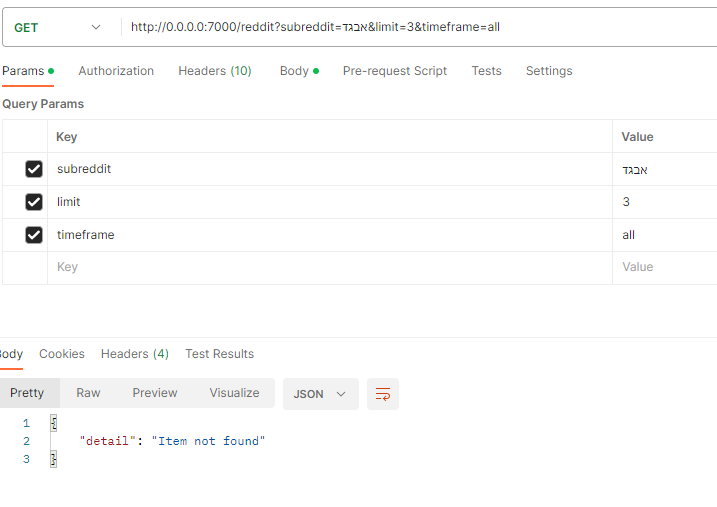 GET
http://0.0.0.0:7000/reddit?subreddit=אבגד&limit=3&timeframe=all
Params Authorization Headers (10) Body Pre-request Script Tests Settings
Query Params
Key Value
subreddit אבגד
limit 3
timeframe all
Key Value
Body Cookies Headers (4) Test Results
Pretty Raw Preview Visualize JSON
1 {
2 "detail": "Item not found"
3 }